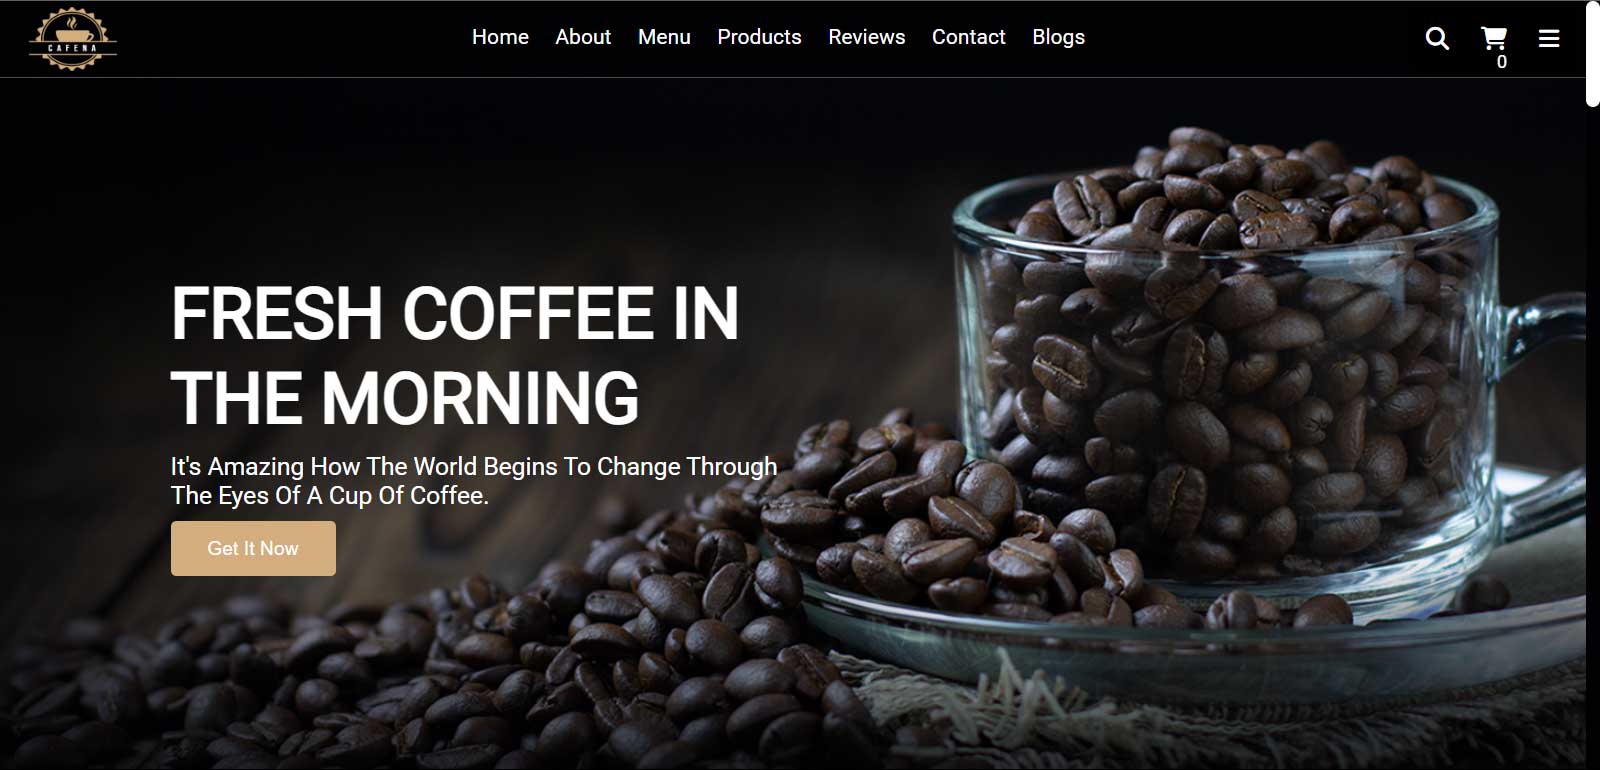 CAFENA
Home About Menu Products Reviews Contact Blogs
0
FRESH COFFEE IN
THE MORNING
It's Amazing How The World Begins To Change Through
The Eyes Of A Cup Of Coffee.
Get It Now